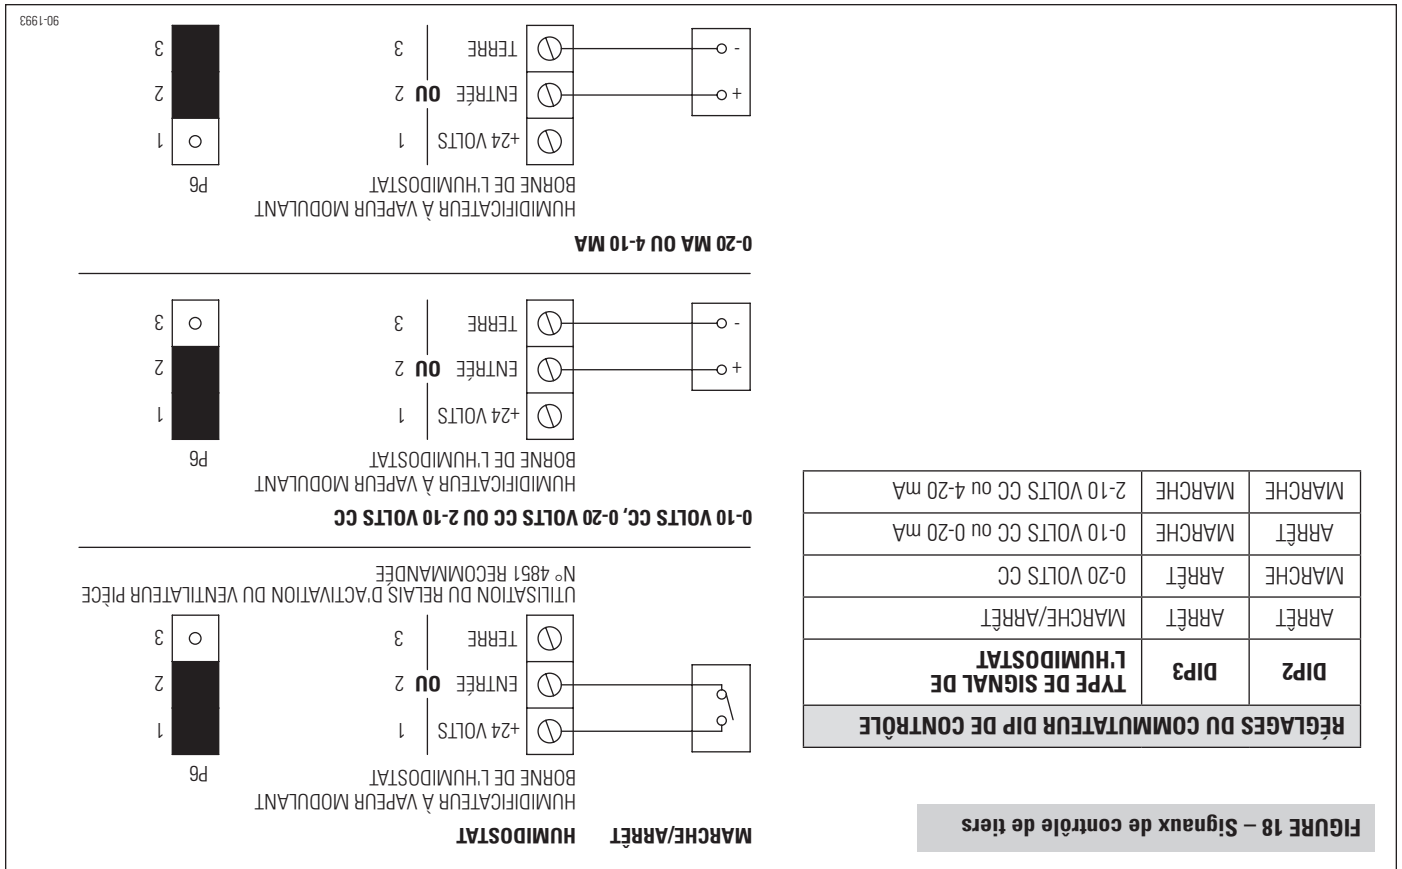 FIGURE 18 – Signaux de contrôle de tiers
RÉGLAGES DU COMMUTATEUR DIP DE CONTRÔLE
DIP2 DIP3 TYPE DE SIGNAL DE
L'HUMIDOSTAT
ARRÊT ARRÊT MARCHE/ARRÊT
MARCHE ARRÊT 0-20 VOLTS CC
ARRÊT MARCHE 0-10 VOLTS CC ou 0-20 mA
MARCHE MARCHE 2-10 VOLTS CC ou 4-20 mA
MARCHE/ARRÊT HUMIDOSTAT
HUMIDIFICATEUR À VAPEUR MODULANT
BORNE DE L'HUMIDOSTAT
P6
+24 VOLTS 1 1
ENTRÉE OU 2 2
TERRE 3 3
UTILISATION DU RELAIS D'ACTIVATION DU VENTILATEUR PIÈCE
N° 4851 RECOMMANDÉE
0-10 VOLTS CC, 0-20 VOLTS CC OU 2-10 VOLTS CC
HUMIDIFICATEUR À VAPEUR MODULANT
BORNE DE L'HUMIDOSTAT
P6
+24 VOLTS 1 1
+ ENTRÉE OU 2 2
- TERRE 3 3
0-20 MA OU 4-10 MA
HUMIDIFICATEUR À VAPEUR MODULANT
BORNE DE L'HUMIDOSTAT
P6
+24 VOLTS 1 1
+ ENTRÉE OU 2 2
- TERRE 3 3
90-1993